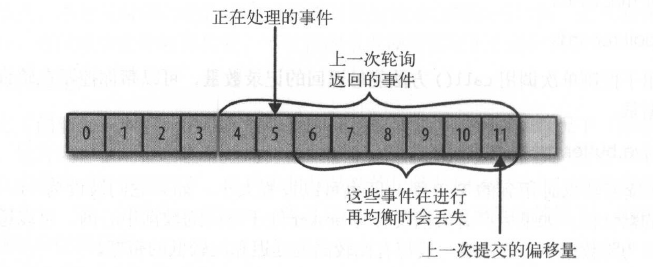 正在处理的事件
上一次轮询
返回的事件
0 1 2 3 4 5 6 7 8 9 10 11
这些事件在进行
再均衡时会丢失
上一次提交的偏移量